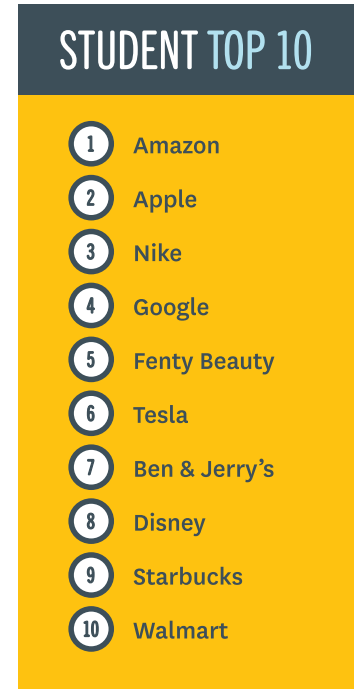 STUDENT TOP 10
1 Amazon
2 Apple
3 Nike
4 Google
5 Fenty Beauty
6 Tesla
7 Ben & Jerry’s
8 Disney
9 Starbucks
10 Walmart